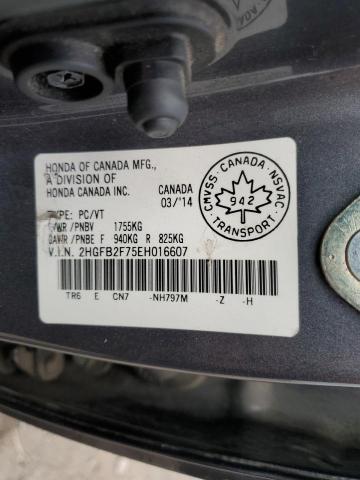 HONDA OF CANADA MFG.,
A DIVISION OF
HONDA CANADA INC.
CANADA
03/'14
TYPE: PC/VT
GVWR/PNBV 1755KG
GAWR/PNBE F 940KG R 825KG
V.I.N. 2HGFB2F75EH016607
TR6 E CN7 -NH797M -Z -H
CMVSS·CANADA·NSVAC
942
·TRANSPORT·